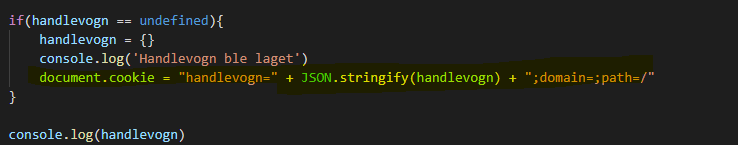 if(handlevogn == undefined){
    handlevogn = {}
    console.log('Handlevogn ble laget')
    document.cookie = "handlevogn=" + JSON.stringify(handlevogn) + ";domain=;path=/"
}
console.log(handlevogn)